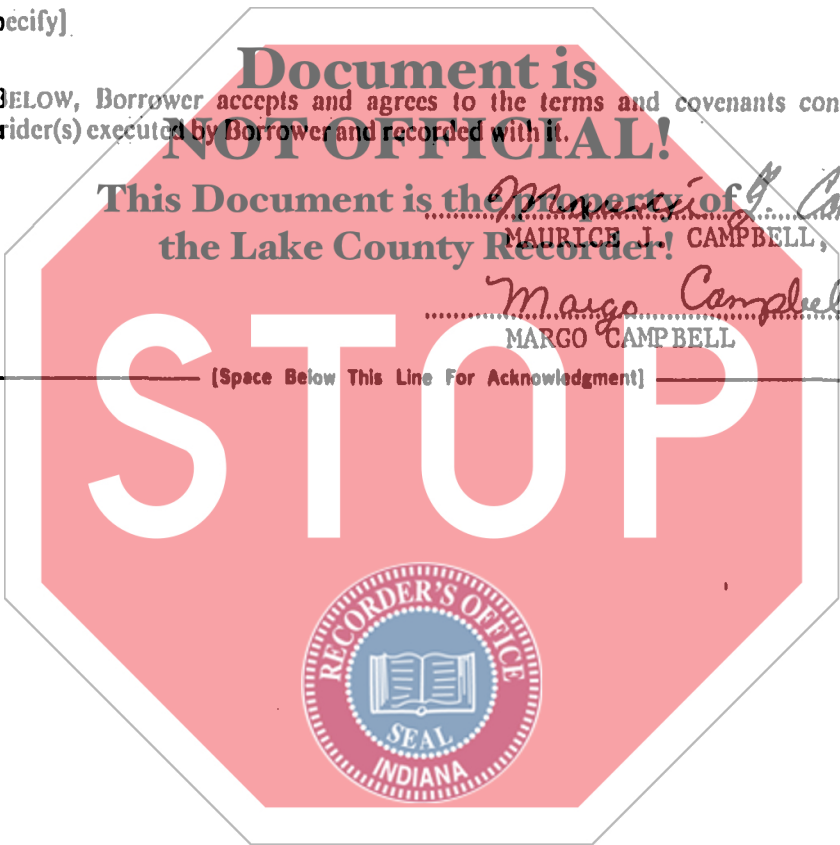 pecify]
Document is
BELOW, Borrower accepts and agrees to the terms and covenants con
rider(s) executed by Borrower and recorded with it.
NOT OFFICIAL!
This Document is the property of
the Lake County Recorder!
MAURICE J. CAMPBELL,
Margo Campbell
MARGO CAMPBELL
[Space Below This Line For Acknowledgment]
STOP
RECORDER'S OFFICE
SEAL
INDIANA